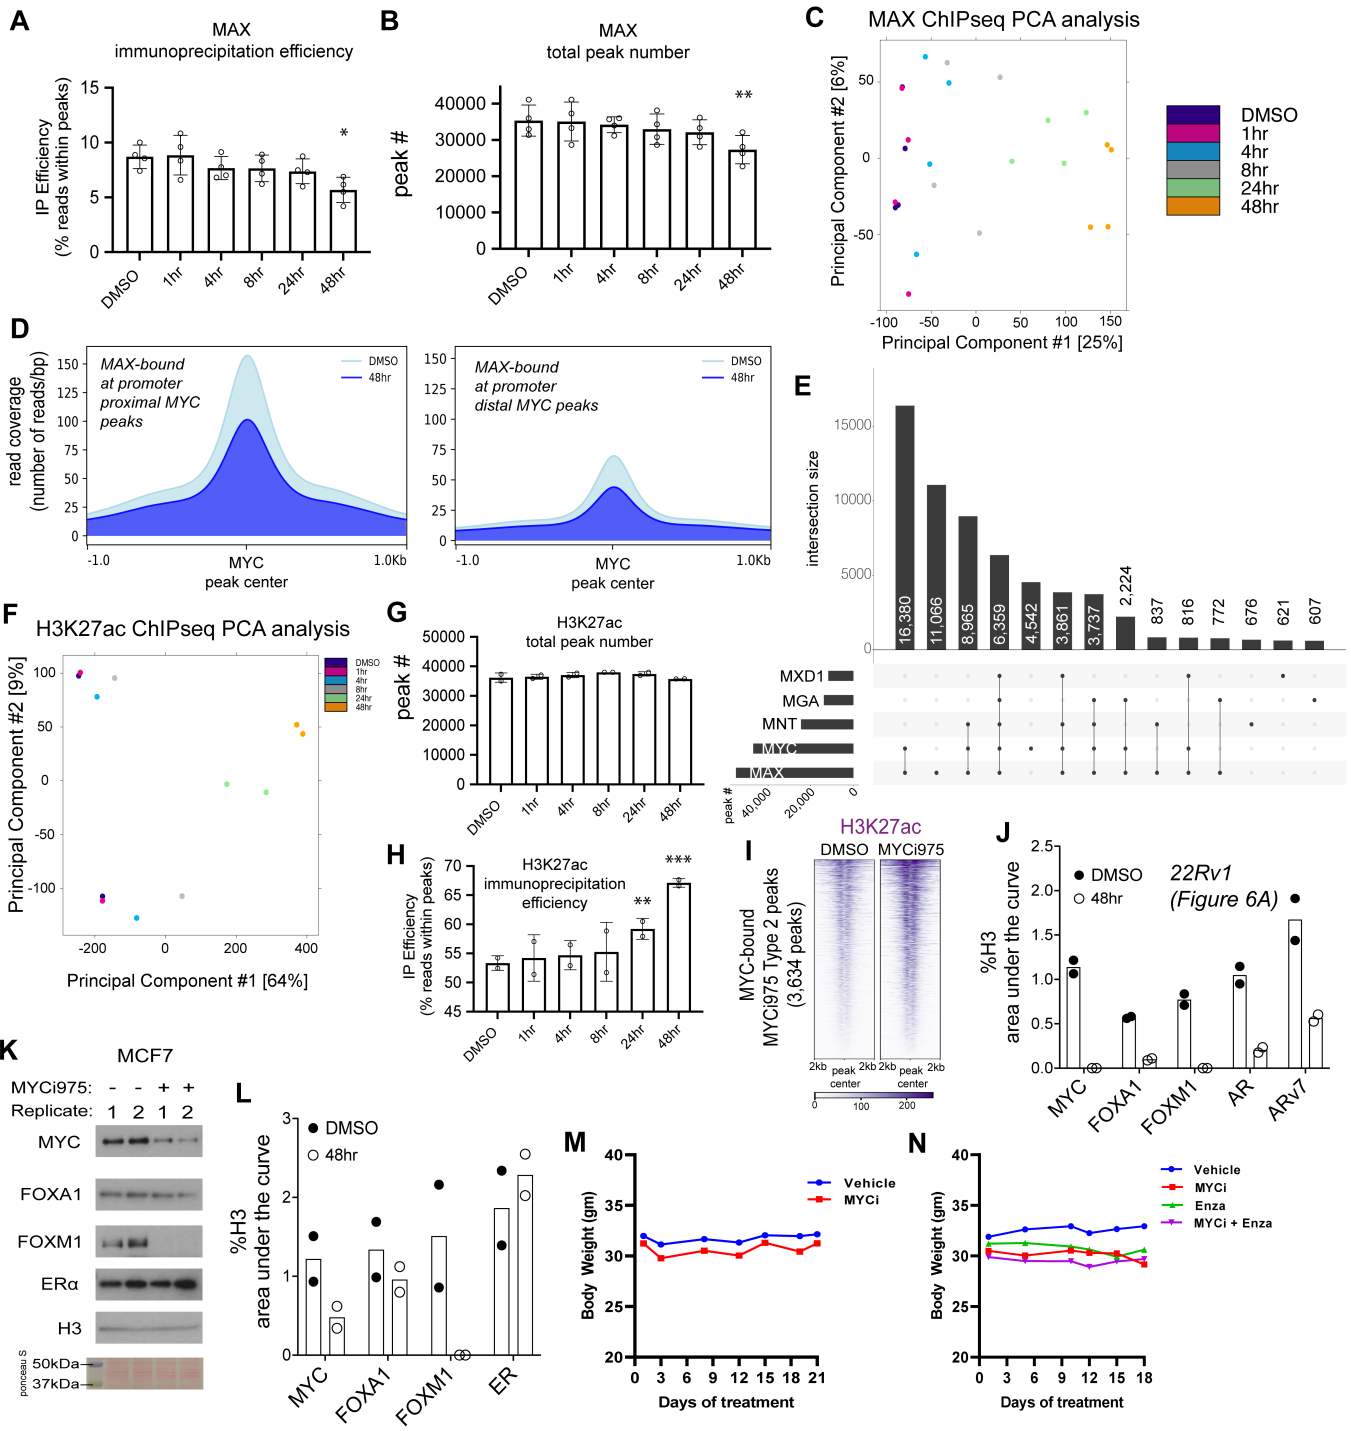 A
MAX
immunoprecipitation efficiency
IP Efficiency
(% reads within peaks)
15
10
5
0
*
DMSO
1hr
4hr
8hr
24hr
48hr
B
MAX
total peak number
peak #
40000
30000
20000
10000
0
**
DMSO
1hr
4hr
8hr
24hr
48hr
C
MAX ChIPseq PCA analysis
Principal Component #2 [6%]
50
0
-50
-100
-50
0
50
100
150
Principal Component #1 [25%]
DMSO
1hr
4hr
8hr
24hr
48hr
D
read coverage
(number of reads/bp)
150
125
100
75
50
25
0
MAX-bound
at promoter
proximal MYC
peaks
DMSO
48hr
-1.0
MYC
peak center
1.0Kb
150
125
100
75
50
25
0
MAX-bound
at promoter
distal MYC peaks
DMSO
48hr
-1.0
MYC
peak center
1.0Kb
E
intersection size
15000
10000
5000
0
16,380
11,066
8,965
6,359
4,542
3,861
3,737
2,224
837
816
772
676
621
607
MXD1
MGA
MNT
MYC
MAX
peak #
40,000
20,000
0
F
H3K27ac ChIPseq PCA analysis
Principal Component #2 [9%]
100
50
0
-50
-100
-200
0
200
400
Principal Component #1 [64%]
DMSO
1hr
4hr
8hr
24hr
48hr
G
H3K27ac
total peak number
peak #
50000
40000
30000
20000
10000
0
DMSO
1hr
4hr
8hr
24hr
48hr
H
H3K27ac
immunoprecipitation
efficiency
IP Efficiency
(% reads within peaks)
70
65
60
55
50
45
**
***
DMSO
1hr
4hr
8hr
24hr
48hr
I
H3K27ac
DMSO
MYCi975
MYC-bound
MYCi975 Type 2 peaks
(3,634 peaks)
2kb
peak
center
2kb
2kb
peak
center
2kb
0
100
200
J
%H3
area under the curve
2.5
2.0
1.5
1.0
0.5
0.0
DMSO
48hr
22Rv1
(Figure 6A)
MYC
FOXA1
FOXM1
AR
ARv7
K
MCF7
MYCi975: - - + +
Replicate: 1 2 1 2
MYC
FOXA1
FOXM1
ERα
H3
ponceau S
50kDa
37kDa
L
%H3
area under the curve
3
2
1
0
DMSO
48hr
MYC
FOXA1
FOXM1
ER
M
Body Weight (gm)
40
35
30
25
20
Vehicle
MYCi
0 3 6 9 12 15 18 21
Days of treatment
N
Body Weight (gm)
40
35
30
25
20
Vehicle
MYCi
Enza
MYCi + Enza
0 3 6 9 12 15 18
Days of treatment